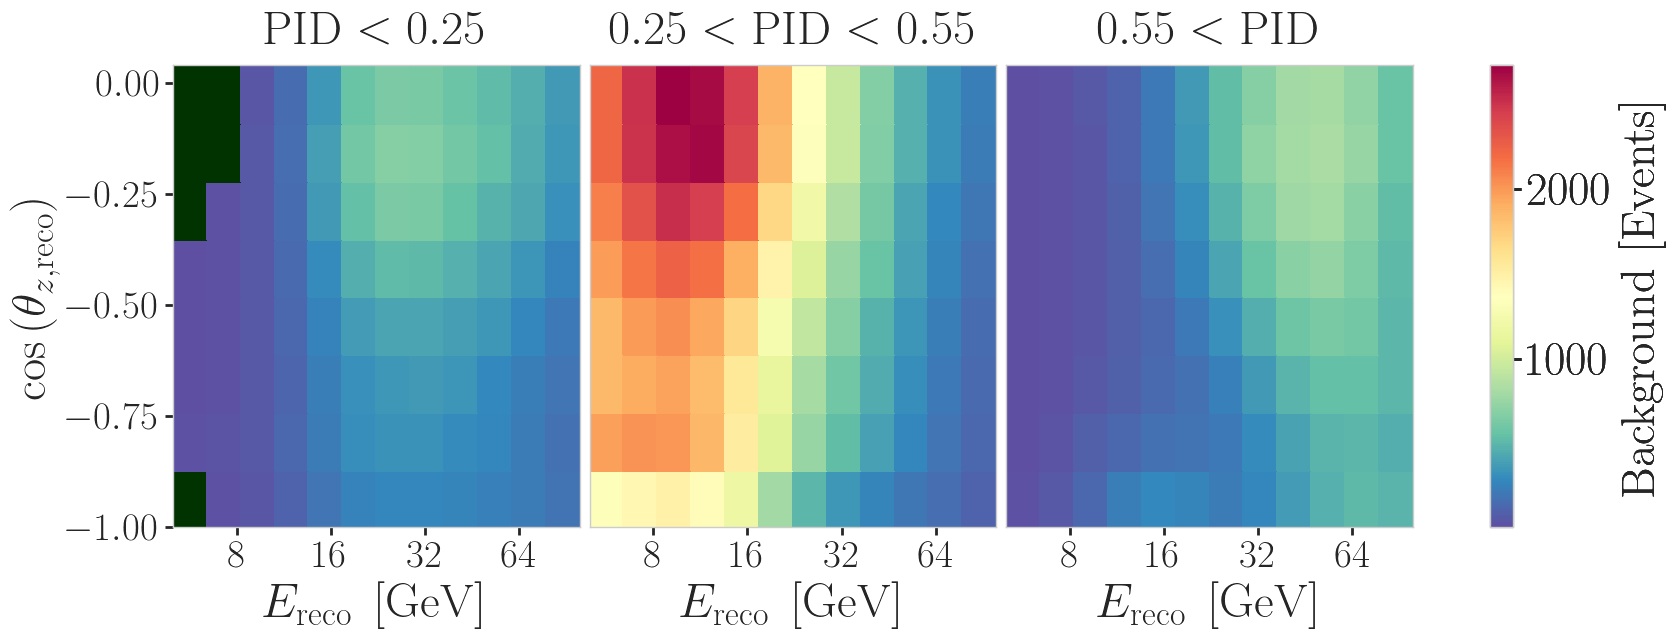 PID < 0.25
0.25 < PID < 0.55
0.55 < PID
0.00
−0.25
−0.50
−0.75
−1.00
cos (θz,reco)
8 16 32 64
8 16 32 64
8 16 32 64
Ereco [GeV]
Ereco [GeV]
Ereco [GeV]
2000
1000
Background [Events]